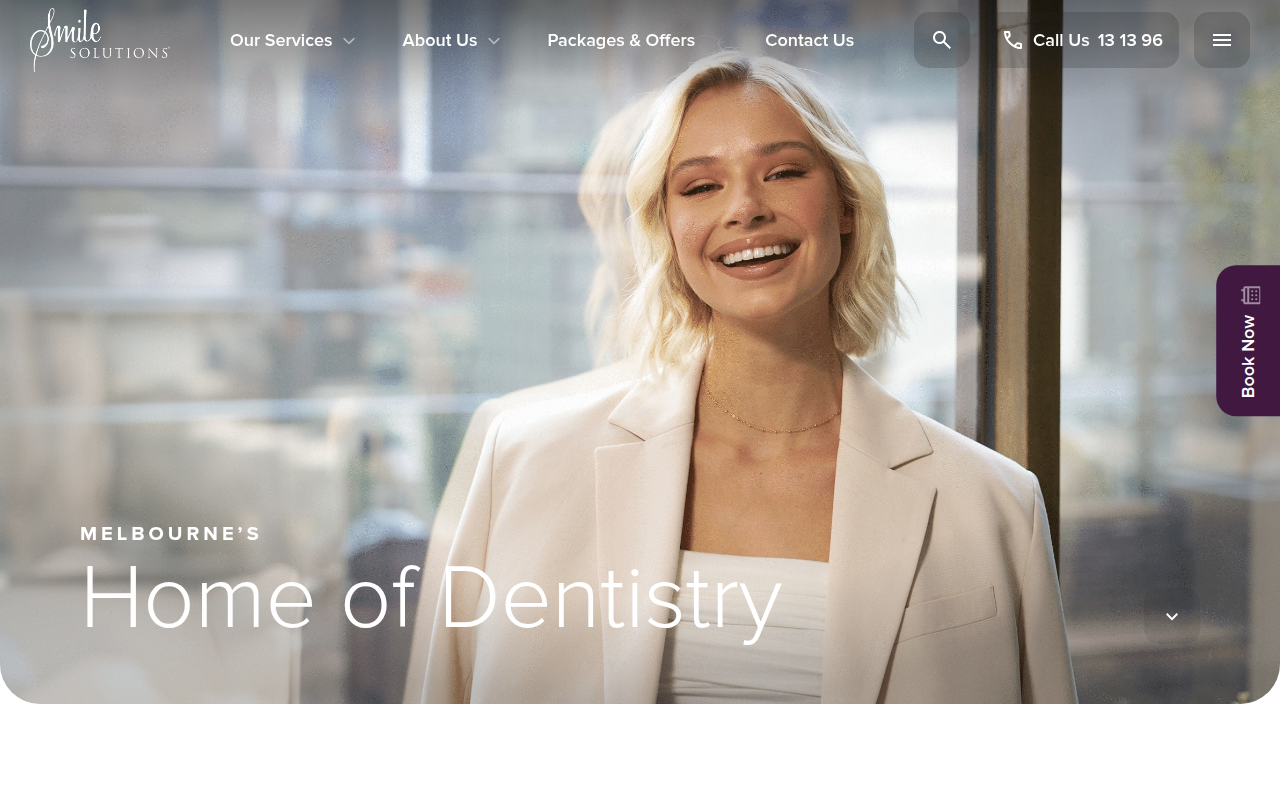 Smile
SOLUTIONS
Our Services
About Us
Packages & Offers
Contact Us
Call Us 13 13 96
Book Now
MELBOURNE’S
Home of Dentistry